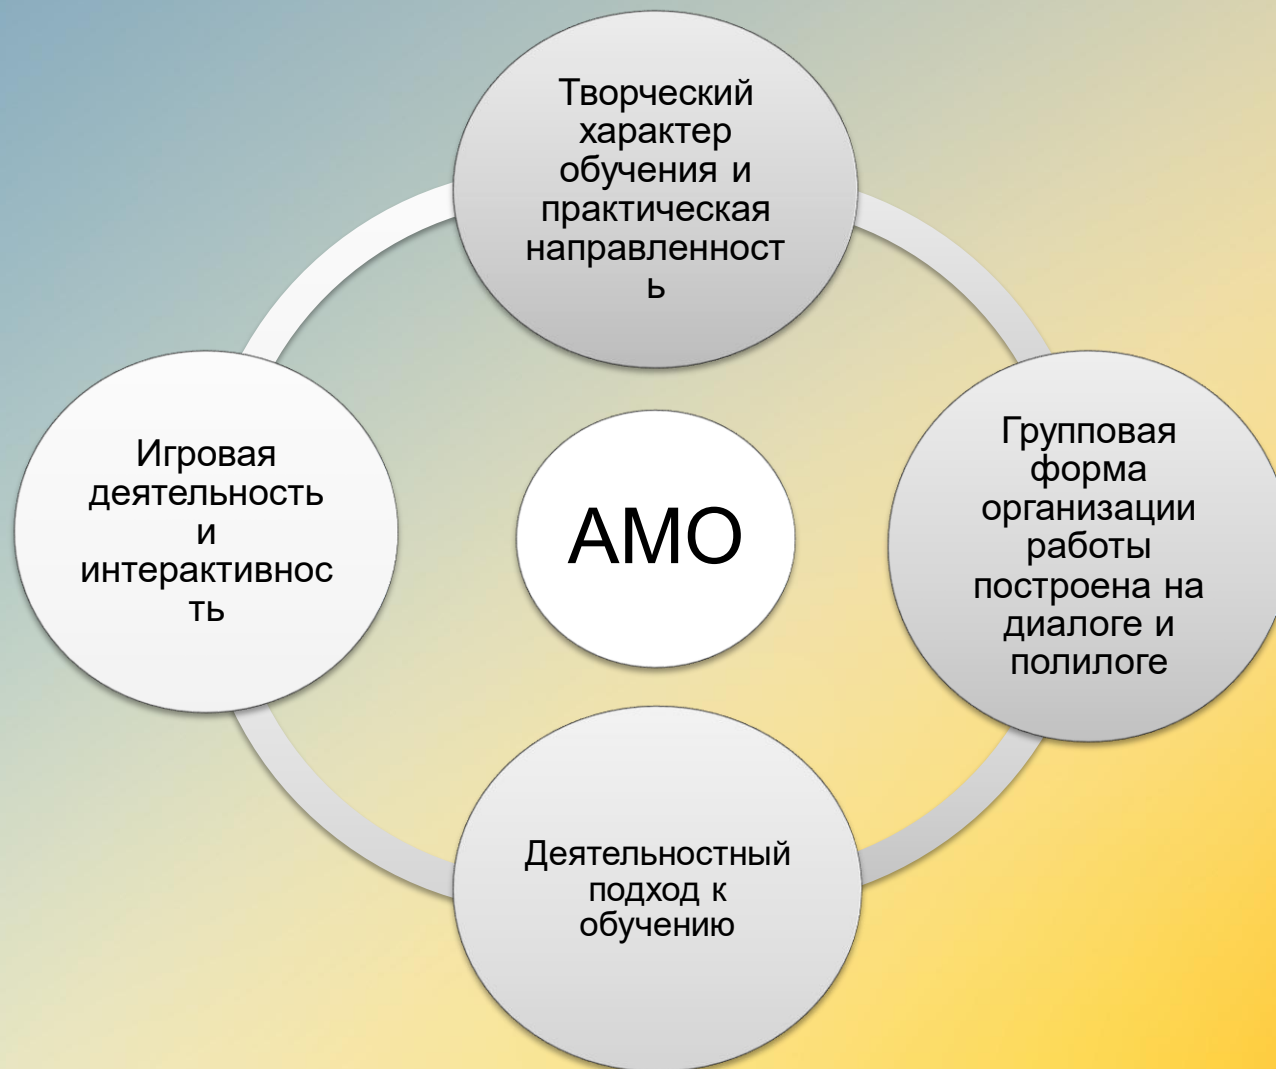 Творческий
характер
обучения и
практическая
направленност
ь
Групповая
форма
организации
работы
построена на
диалоге и
полилоге
Деятельностный
подход к
обучению
Игровая
деятельность
и
интерактивнос
ть
АМО